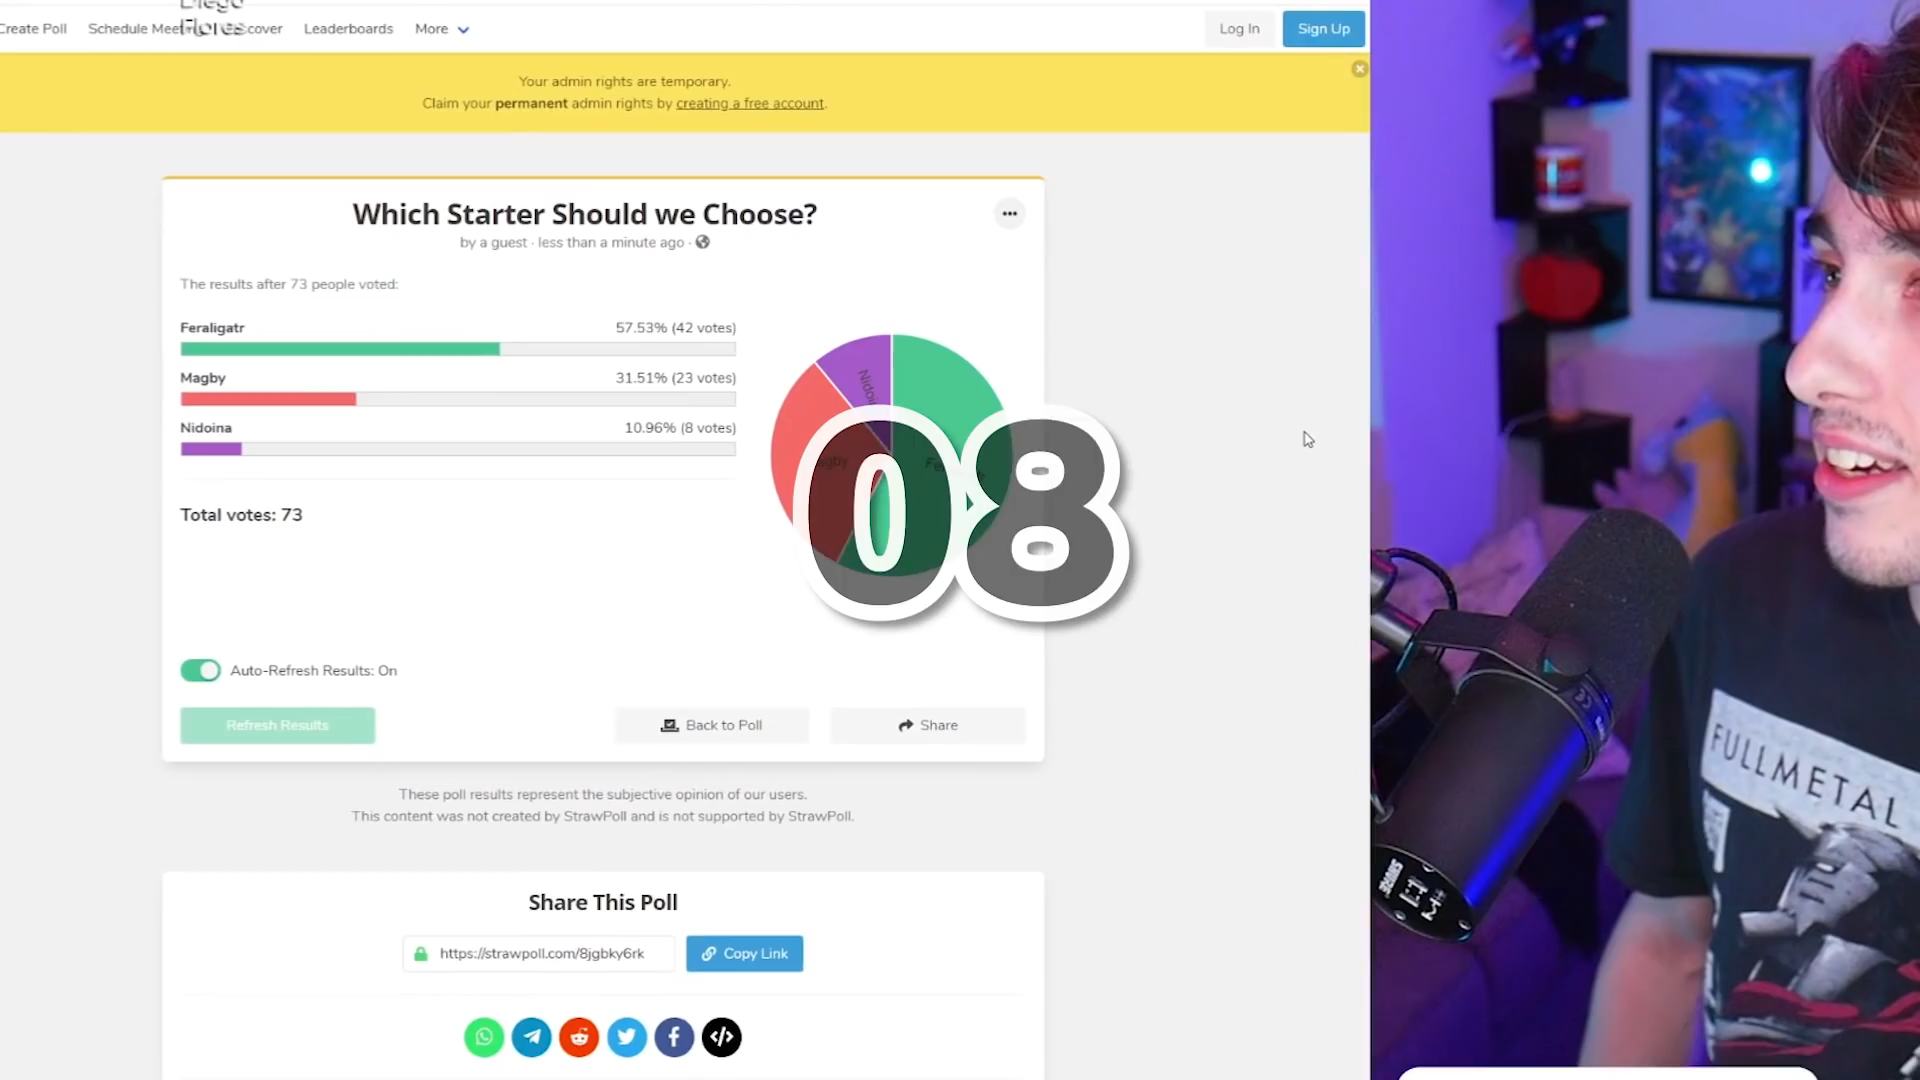 Diego
Flores
Create Poll
Leaderboards
More
Log In
Sign Up
Your admin rights are temporary.
Claim your permanent admin rights by creating a free account.
Which Starter Should we Choose?
by a guest · less than a minute ago ·
The results after 73 people voted:
Feraligatr
57.53% (42 votes)
Magby
31.51% (23 votes)
Nidoina
10.96% (8 votes)
Total votes: 73
08
Auto-Refresh Results: On
Refresh Results
Back to Poll
Share
These poll results represent the subjective opinion of our users.
This content was not created by StrawPoll and is not supported by StrawPoll.
Share This Poll
https://strawpoll.com/8jgbky6rk
Copy Link
FULLMETAL